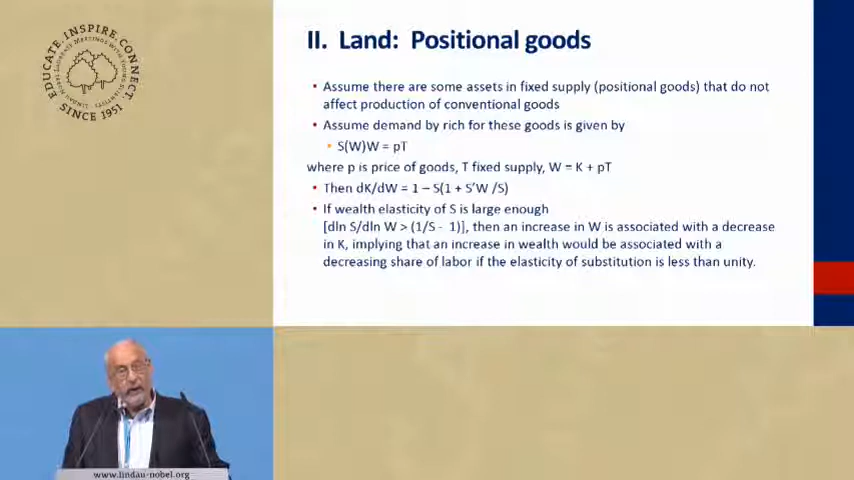 EDUCATE. INSPIRE. CONNECT.
SINCE 1951
II. Land: Positional goods
• Assume there are some assets in fixed supply (positional goods) that do not
affect production of conventional goods
• Assume demand by rich for these goods is given by
• S(W)W = pT
where p is price of goods, T fixed supply, W = K + pT
• Then dK/dW = 1 – S(1 + S'W /S)
• If wealth elasticity of S is large enough
[dln S/dln W > (1/S - 1)], then an increase in W is associated with a decrease
in K, implying that an increase in wealth would be associated with a
decreasing share of labor if the elasticity of substitution is less than unity.
www.lindau-nobel.org